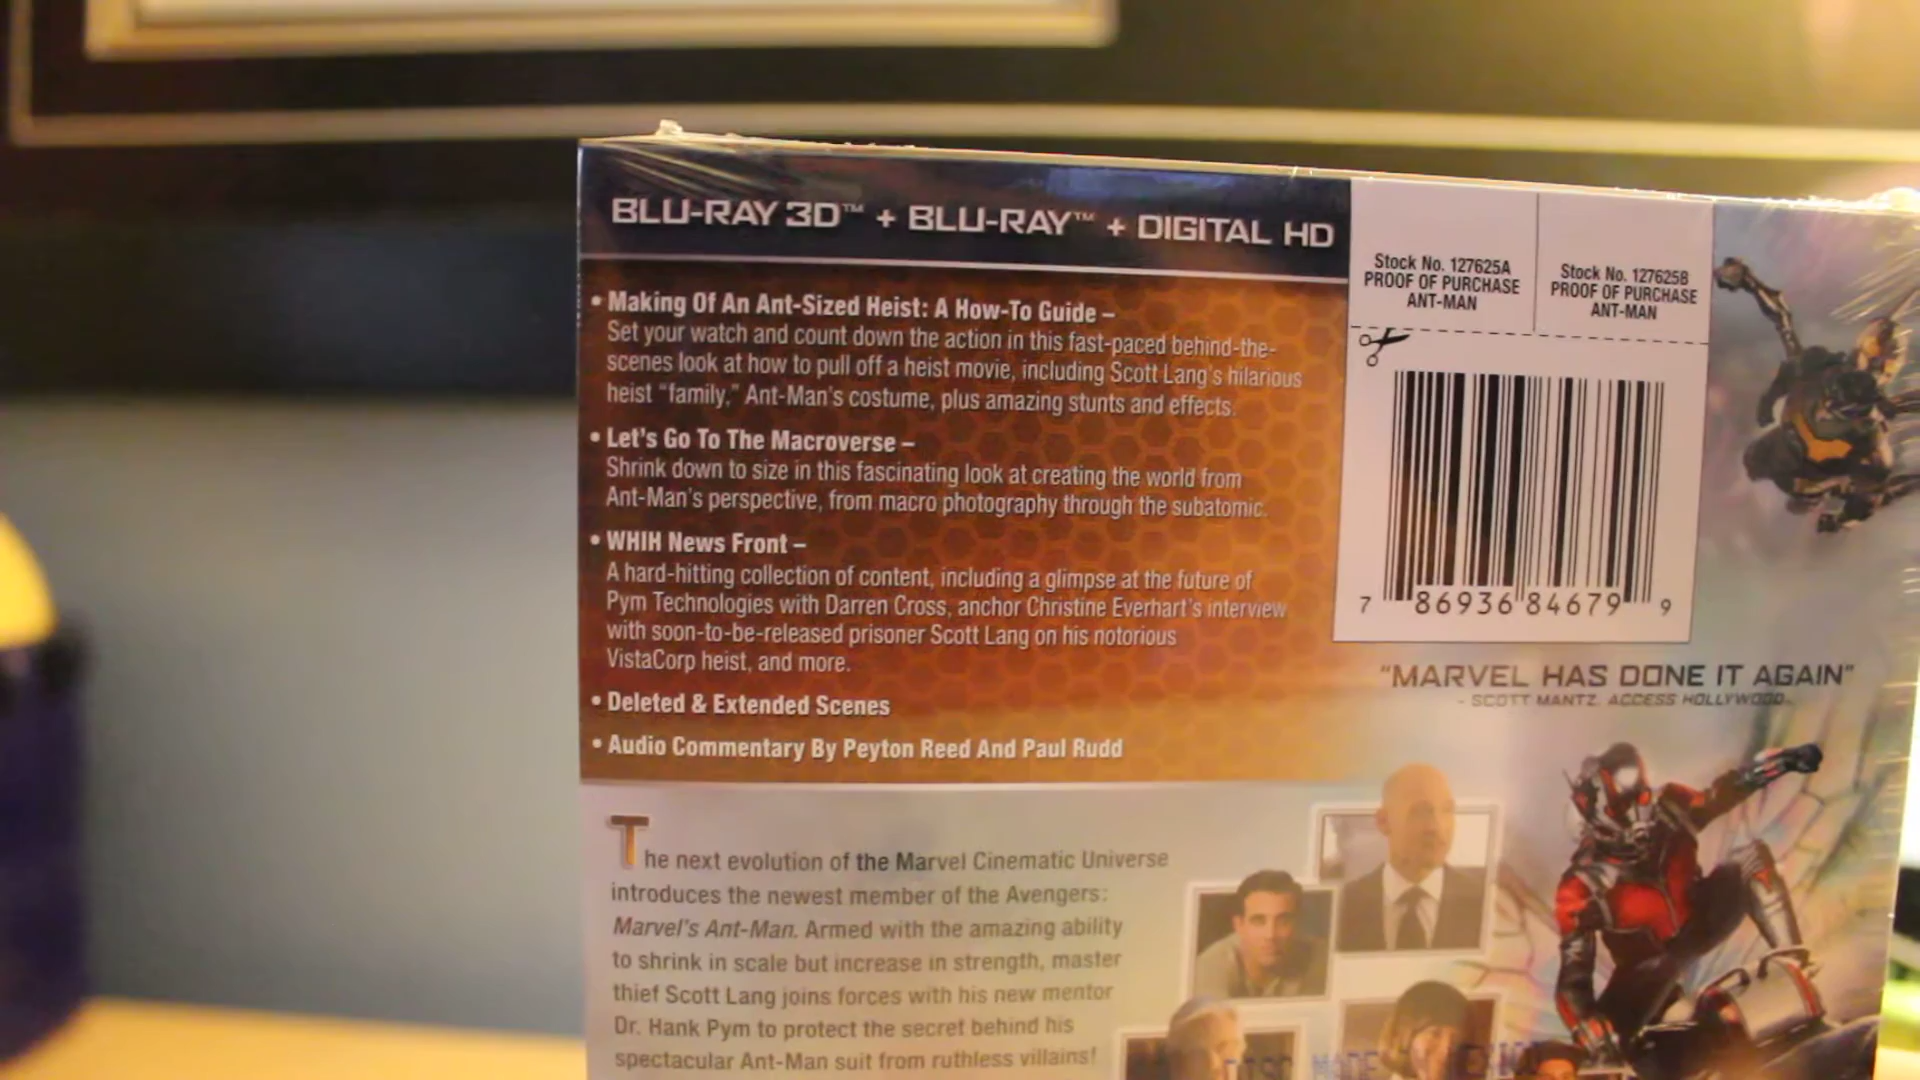 BLU-RAY 3D™ + BLU-RAY™ + DIGITAL HD
• Making Of An Ant-Sized Heist: A How-To Guide –
Set your watch and count down the action in this fast-paced behind-the-
scenes look at how to pull off a heist movie, including Scott Lang's hilarious
heist "family," Ant-Man's costume, plus amazing stunts and effects.
• Let's Go To The Macroverse –
Shrink down to size in this fascinating look at creating the world from
Ant-Man's perspective, from macro photography through the subatomic.
• WHIH News Front –
A hard-hitting collection of content, including a glimpse at the future of
Pym Technologies with Darren Cross, anchor Christine Everhart's interview
with soon-to-be-released prisoner Scott Lang on his notorious
VistaCorp heist, and more.
• Deleted & Extended Scenes
• Audio Commentary By Peyton Reed And Paul Rudd
Stock No. 127625A
PROOF OF PURCHASE
ANT-MAN
Stock No. 127625B
PROOF OF PURCHASE
ANT-MAN
7 86936 84679 9
"MARVEL HAS DONE IT AGAIN"
- SCOTT MANTZ, ACCESS HOLLYWOOD
The next evolution of the Marvel Cinematic Universe
introduces the newest member of the Avengers:
Marvel's Ant-Man. Armed with the amazing ability
to shrink in scale but increase in strength, master
thief Scott Lang joins forces with his new mentor
Dr. Hank Pym to protect the secret behind his
spectacular Ant-Man suit from ruthless villains!
DISC MADE IN